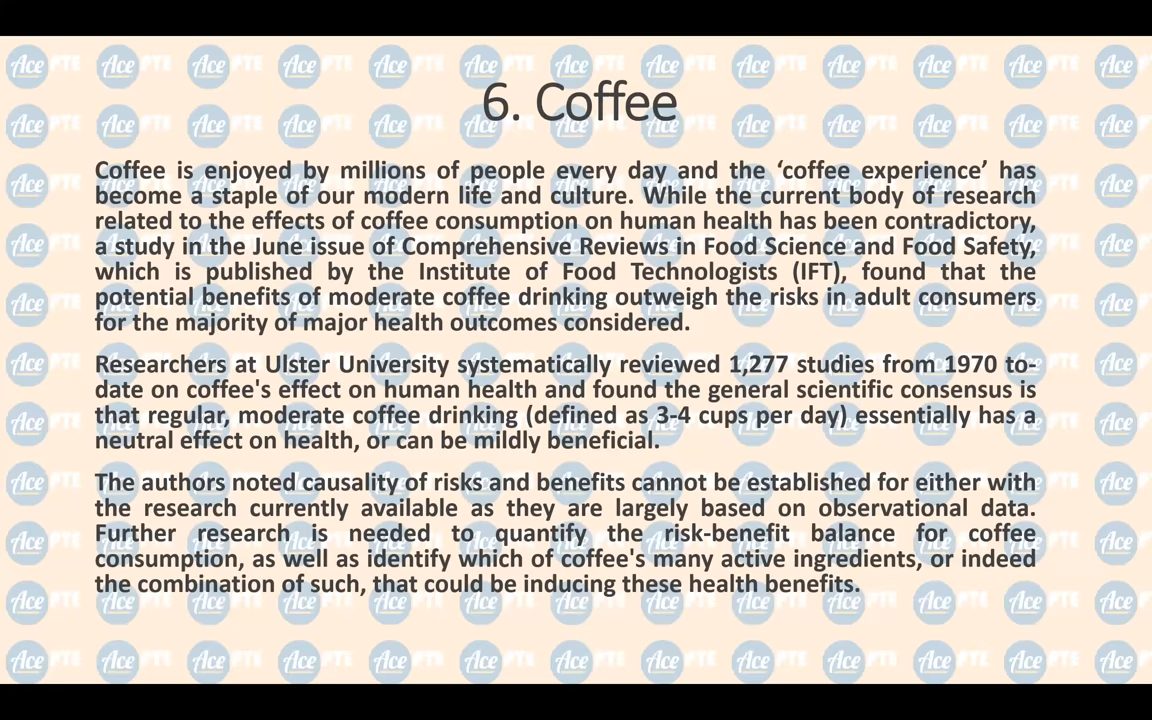 6. Coffee
Coffee is enjoyed by millions of people every day and the ‘coffee experience’ has
become a staple of our modern life and culture. While the current body of research
related to the effects of coffee consumption on human health has been contradictory,
a study in the June issue of Comprehensive Reviews in Food Science and Food Safety,
which is published by the Institute of Food Technologists (IFT), found that the
potential benefits of moderate coffee drinking outweigh the risks in adult consumers
for the majority of major health outcomes considered.
Researchers at Ulster University systematically reviewed 1,277 studies from 1970 to-
date on coffee's effect on human health and found the general scientific consensus is
that regular, moderate coffee drinking (defined as 3-4 cups per day) essentially has a
neutral effect on health, or can be mildly beneficial.
The authors noted causality of risks and benefits cannot be established for either with
the research currently available as they are largely based on observational data.
Further research is needed to quantify the risk-benefit balance for coffee
consumption, as well as identify which of coffee's many active ingredients, or indeed
the combination of such, that could be inducing these health benefits.